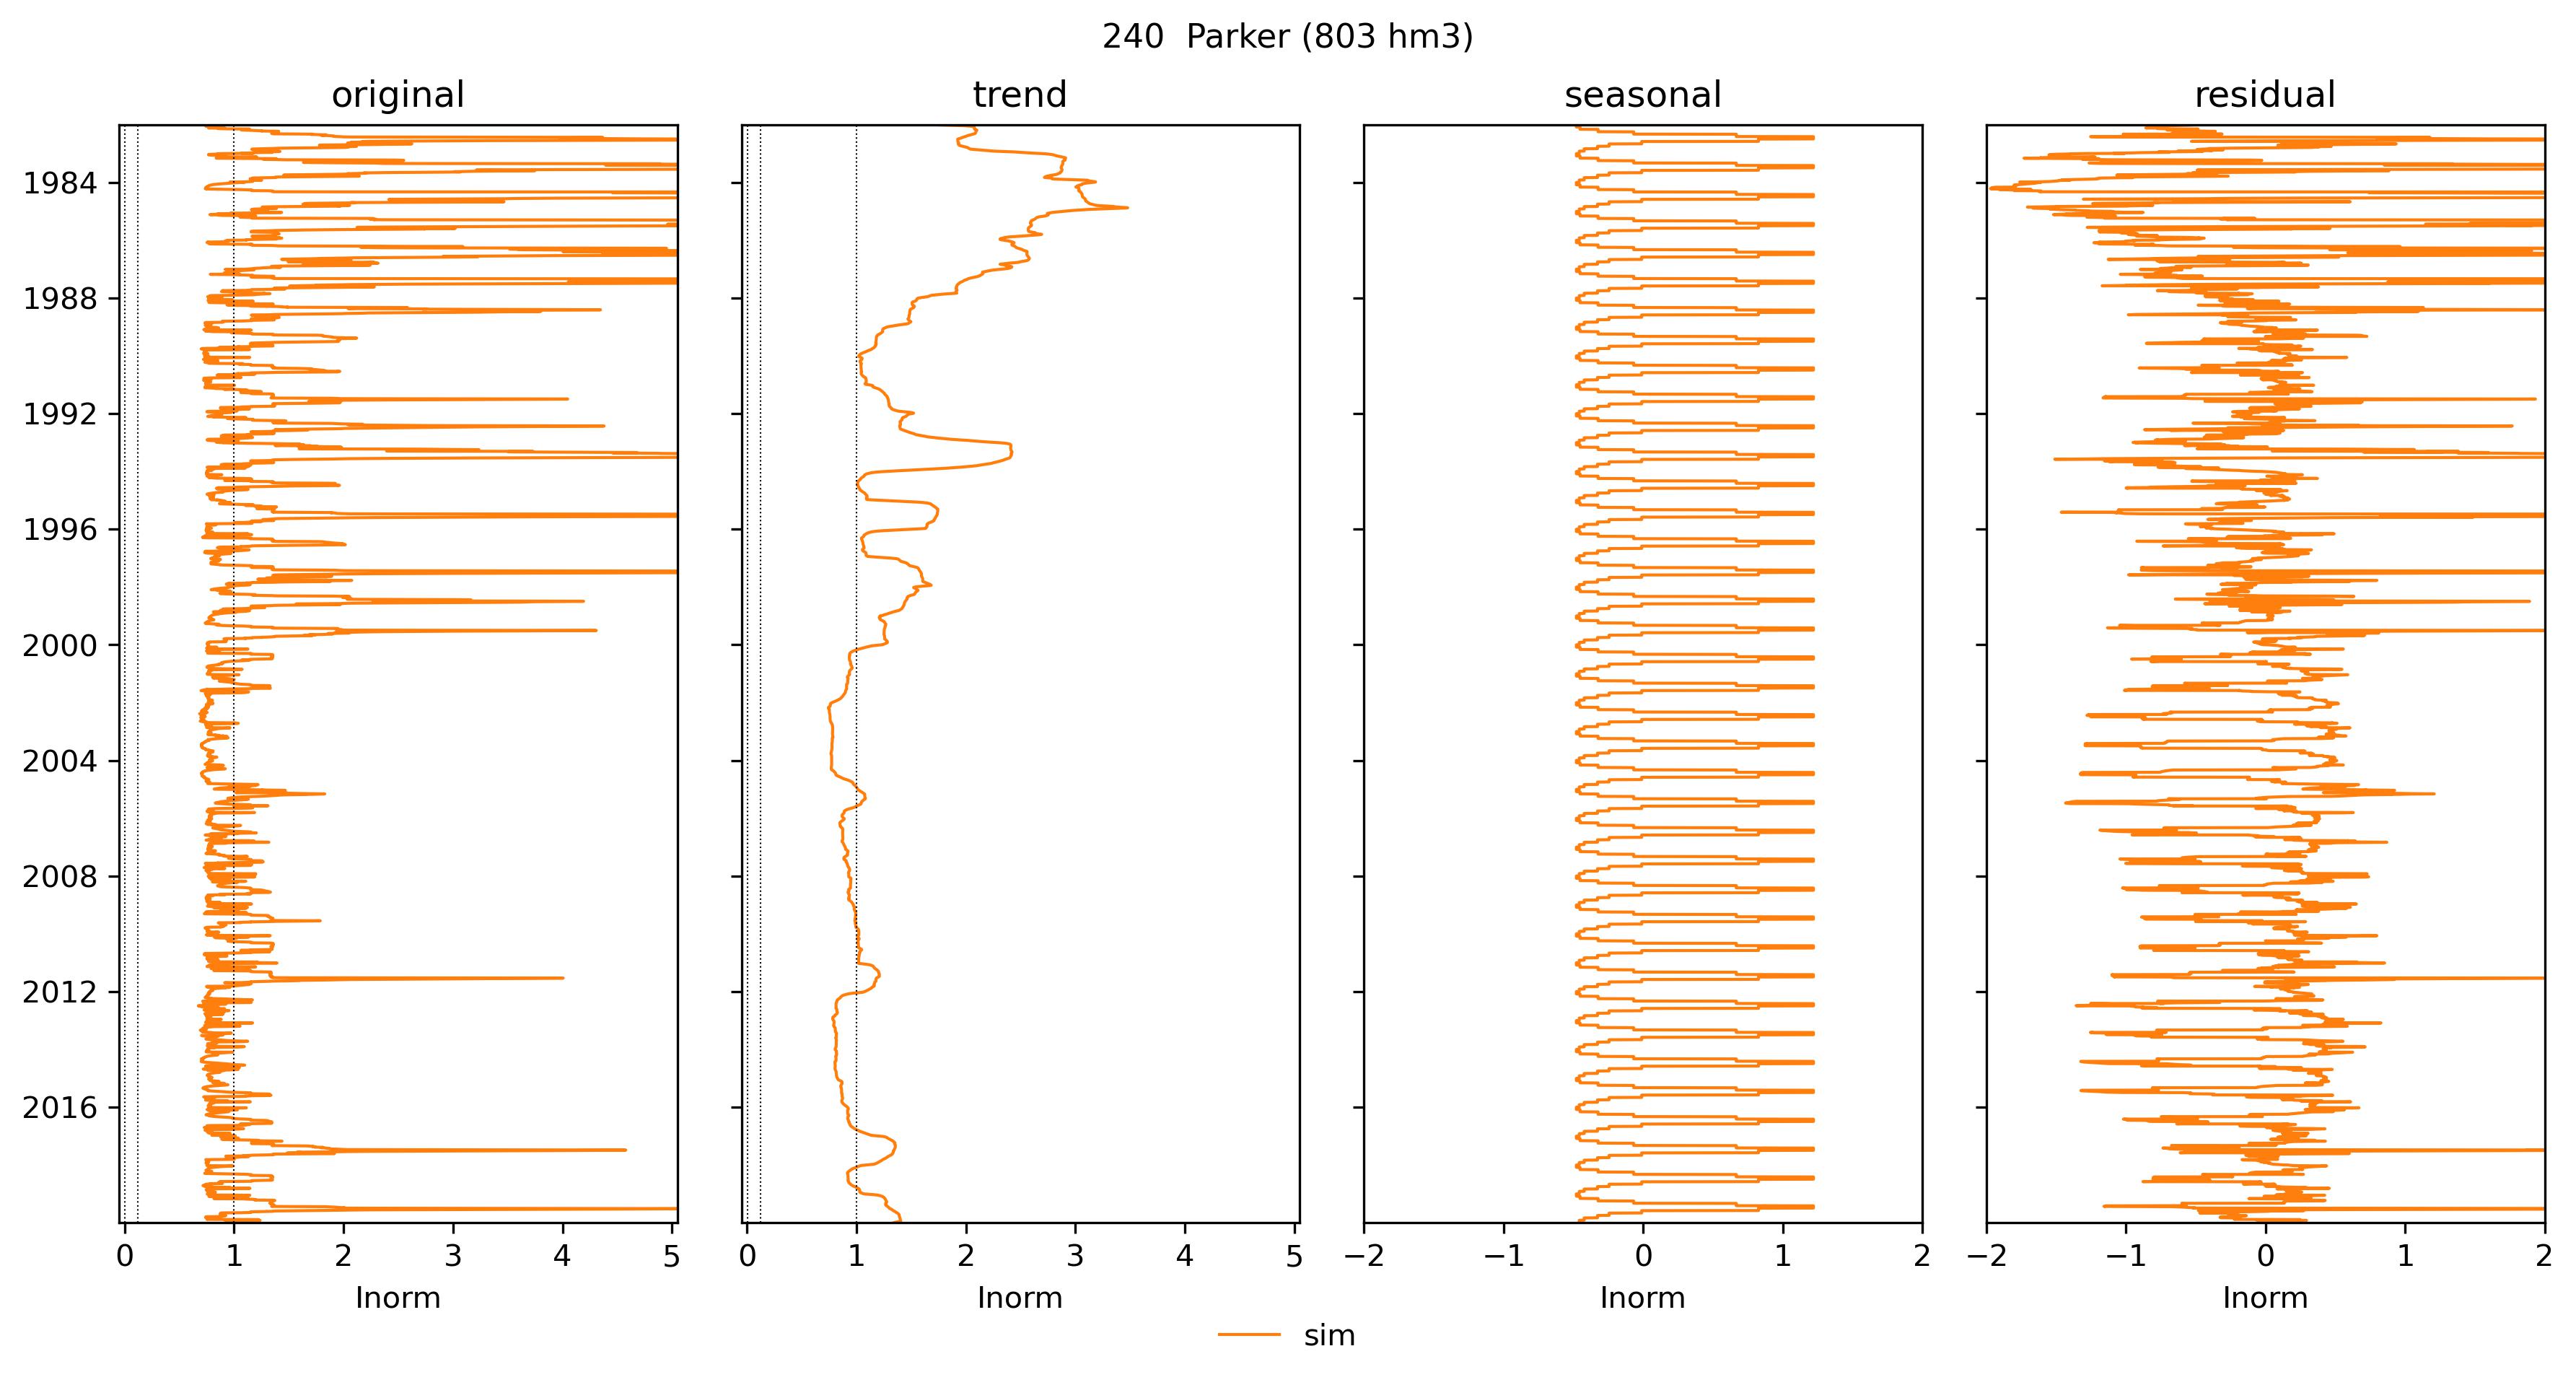 240  Parker (803 hm3)
original trend seasonal residual
1984
1988
1992
1996
2000
2004
2008
2012
2016
0 1 2 3 4 5 0 1 2 3 4 5 −2 −1 0 1 2 −2 −1 0 1 2
Inorm Inorm Inorm Inorm
sim